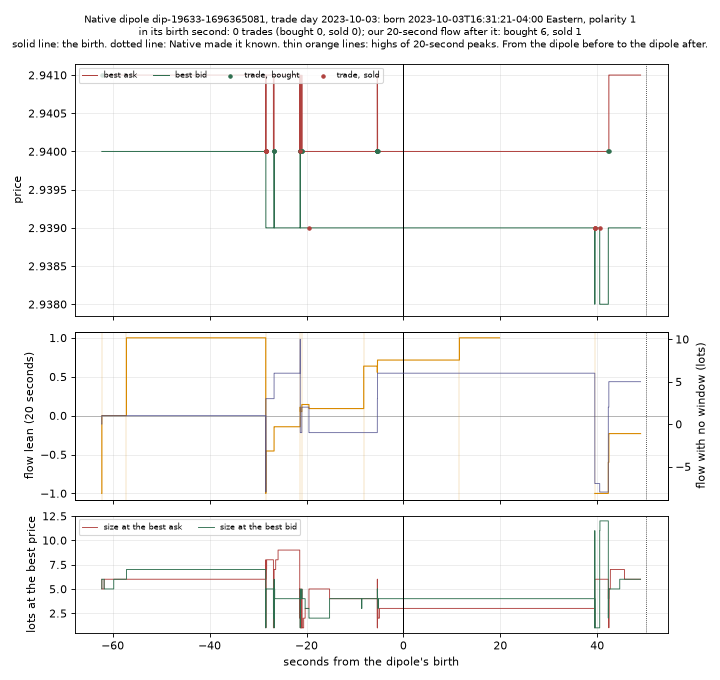 Native dipole dip-19633-1696365081, trade day 2023-10-03: born 2023-10-03T16:31:21-04:00 Eastern, polarity 1
in its birth second: 0 trades (bought 0, sold 0); our 20-second flow after it: bought 6, sold 1
solid line: the birth. dotted line: Native made it known. thin orange lines: highs of 20-second peaks. From the dipole before to the dipole after.
best ask
best bid
trade, bought
trade, sold
2.9410
2.9405
2.9400
2.9395
2.9390
2.9385
2.9380
price
1.0
0.5
0.0
−0.5
−1.0
flow lean (20 seconds)
10
5
0
−5
flow with no window (lots)
size at the best ask
size at the best bid
12.5
10.0
7.5
5.0
2.5
lots at the best price
−60
−40
−20
0
20
40
seconds from the dipole's birth